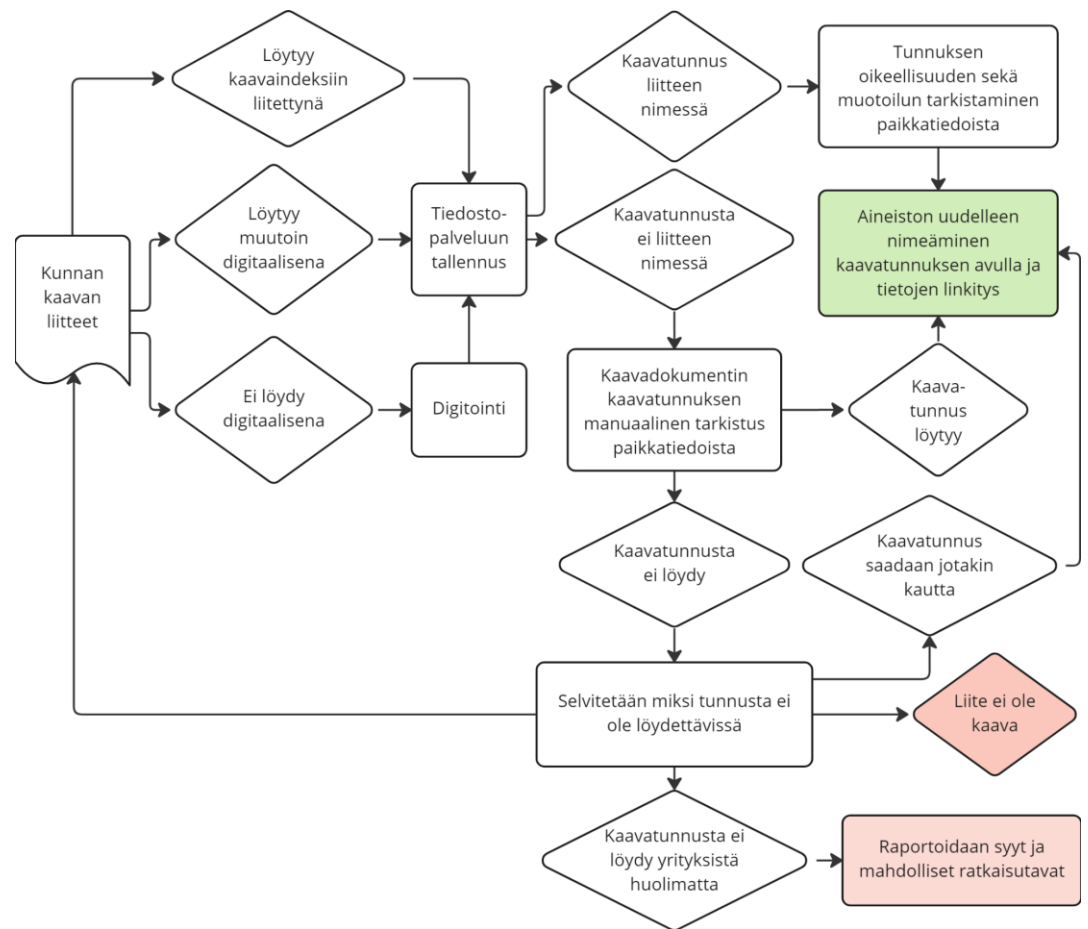 Löytyy
kaavaindeksiin
liitettynä
Kaavatunnus
liitteen
nimessä
Tunnuksen
oikeellisuuden sekä
muotoilun tarkistaminen
paikkatiedoista
Kunnan
kaavan
liitteet
Löytyy
muutoin
digitaalisena
Tiedosto-
palveluun
tallennus
Kaavatunnusta
ei liitteen
nimessä
Aineiston uudelleen
nimeäminen
kaavatunnuksen avulla ja
tietojen linkitys
Ei löydy
digitaalisena
Digitointi
Kaavadokumentin
kaavatunnuksen
manuaalinen tarkistus
paikkatiedoista
Kaava-
tunnus
löytyy
Kaavatunnusta
ei löydy
Kaavatunnus
saadaan jotakin
kautta
Selvitetään miksi tunnusta ei
ole löydettävissä
Liite ei ole
kaava
Kaavatunnusta ei
löydy yrityksistä
huolimatta
Raportoidaan syyt ja
mahdolliset ratkaisutavat